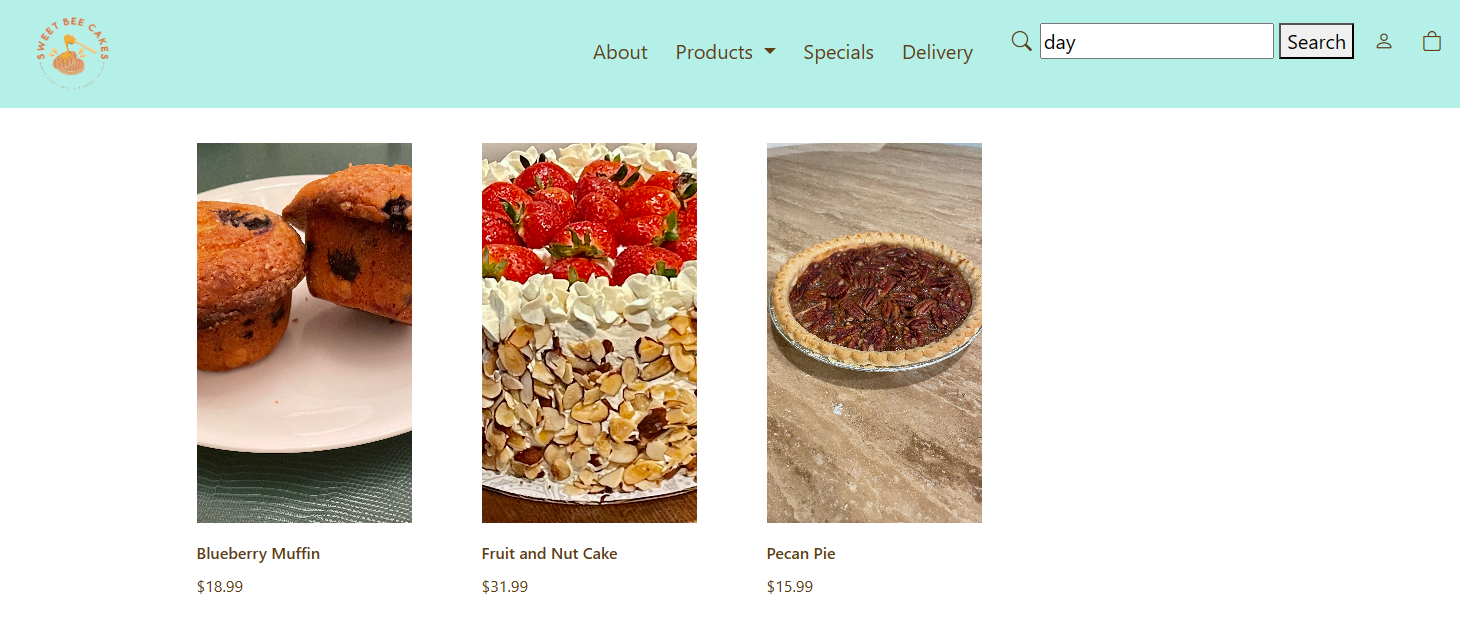 SWEET BEE CAKES
About
Products
Specials
Delivery
day
Search
Blueberry Muffin
Fruit and Nut Cake
Pecan Pie
$18.99
$31.99
$15.99